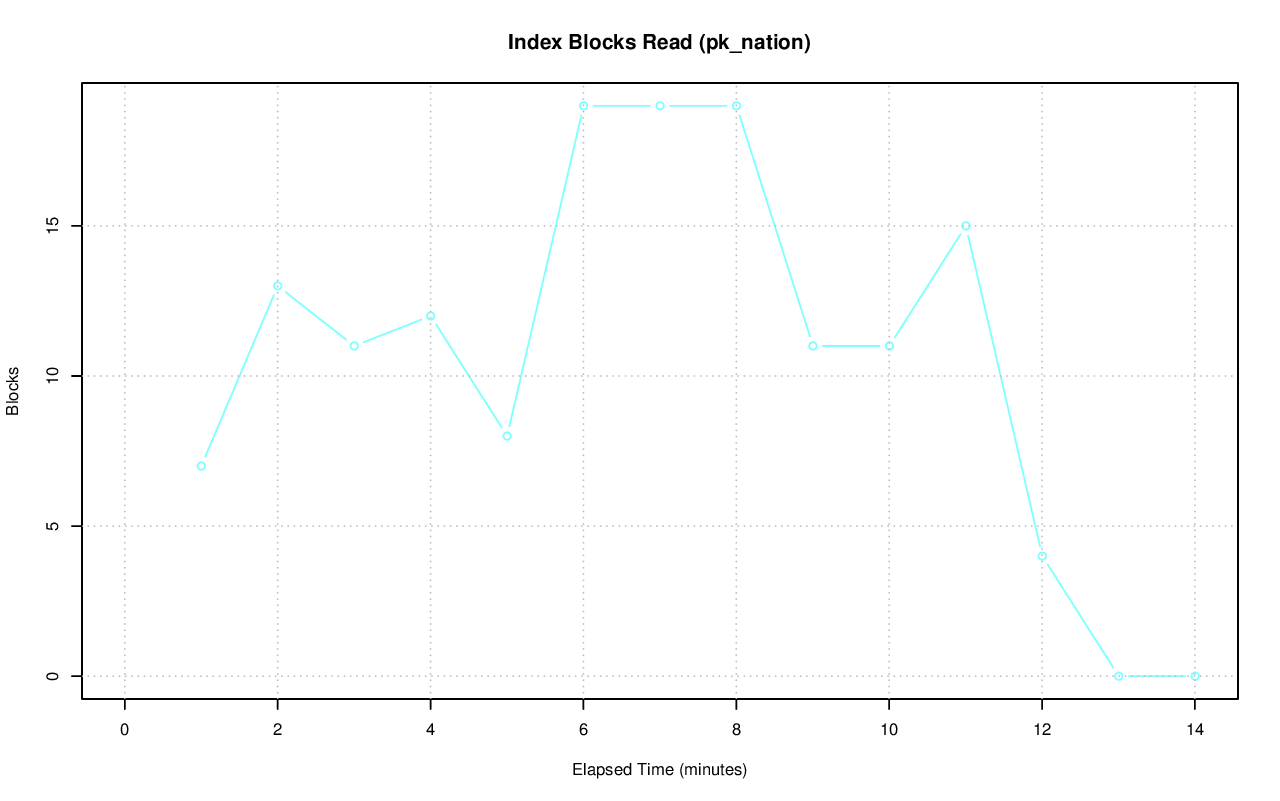 Index Blocks Read (pk_nation)
Blocks
15
10
5
0
0 2 4 6 8 10 12 14
Elapsed Time (minutes)